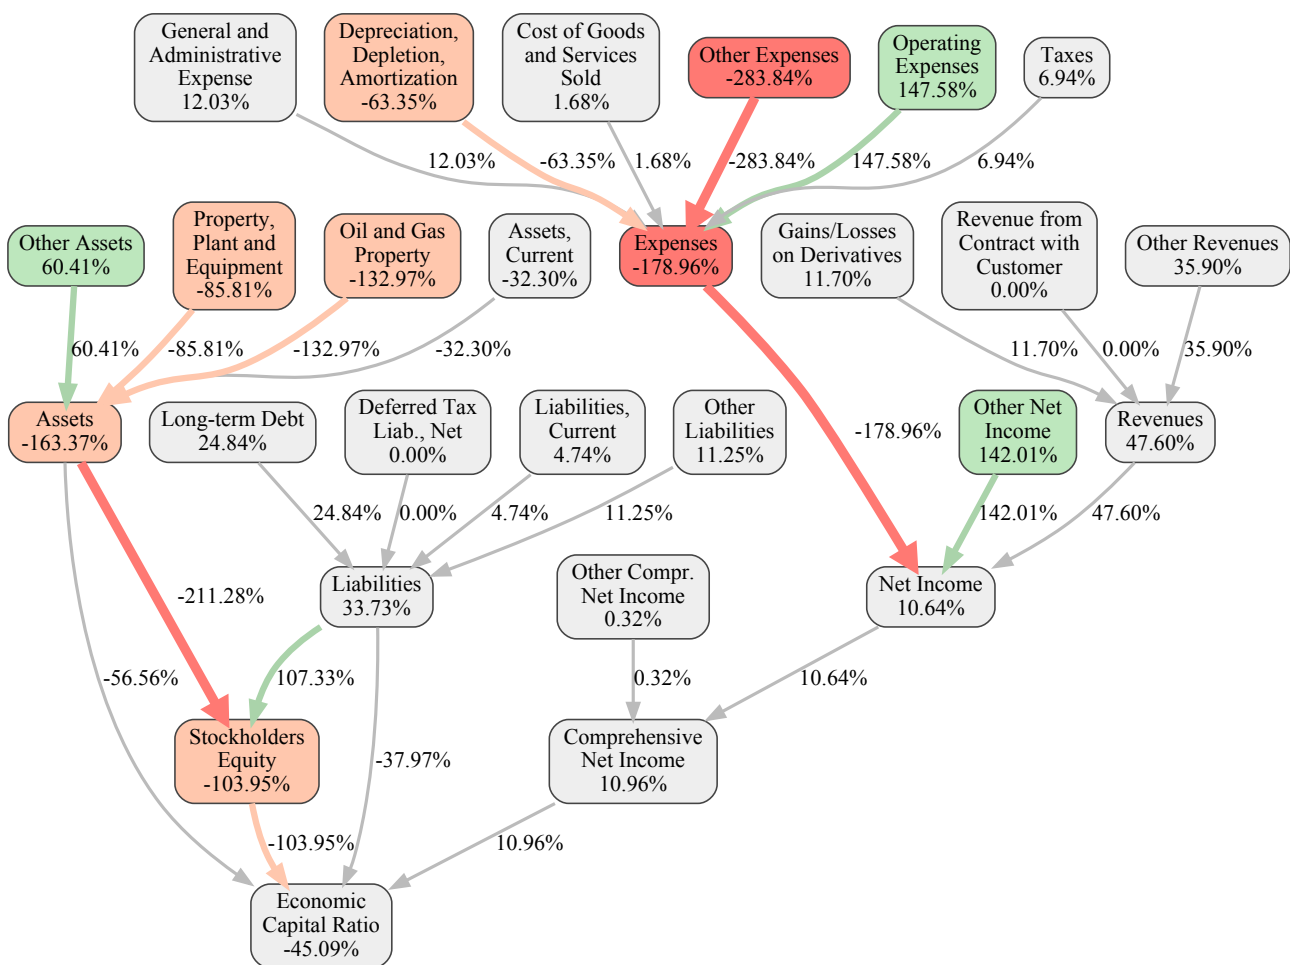 General and
Administrative
Expense
12.03%
Depreciation,
Depletion,
Amortization
-63.35%
Cost of Goods
and Services
Sold
1.68%
Other Expenses
-283.84%
Operating
Expenses
147.58%
Taxes
6.94%
12.03%
-63.35%
1.68%
-283.84%
147.58%
6.94%
Other Assets
60.41%
Property,
Plant and
Equipment
-85.81%
Oil and Gas
Property
-132.97%
Assets,
Current
-32.30%
Expenses
-178.96%
Gains/Losses
on Derivatives
11.70%
Revenue from
Contract with
Customer
0.00%
Other Revenues
35.90%
60.41%
-85.81%
-132.97%
-32.30%
11.70%
0.00%
35.90%
Assets
-163.37%
Long-term Debt
24.84%
Deferred Tax
Liab., Net
0.00%
Liabilities,
Current
4.74%
Other
Liabilities
11.25%
-178.96%
Other Net
Income
142.01%
Revenues
47.60%
24.84%
0.00%
4.74%
11.25%
142.01%
47.60%
-211.28%
Liabilities
33.73%
Other Compr.
Net Income
0.32%
Net Income
10.64%
-56.56%
107.33%
0.32%
10.64%
Stockholders
Equity
-103.95%
-37.97%
Comprehensive
Net Income
10.96%
-103.95%
10.96%
Economic
Capital Ratio
-45.09%